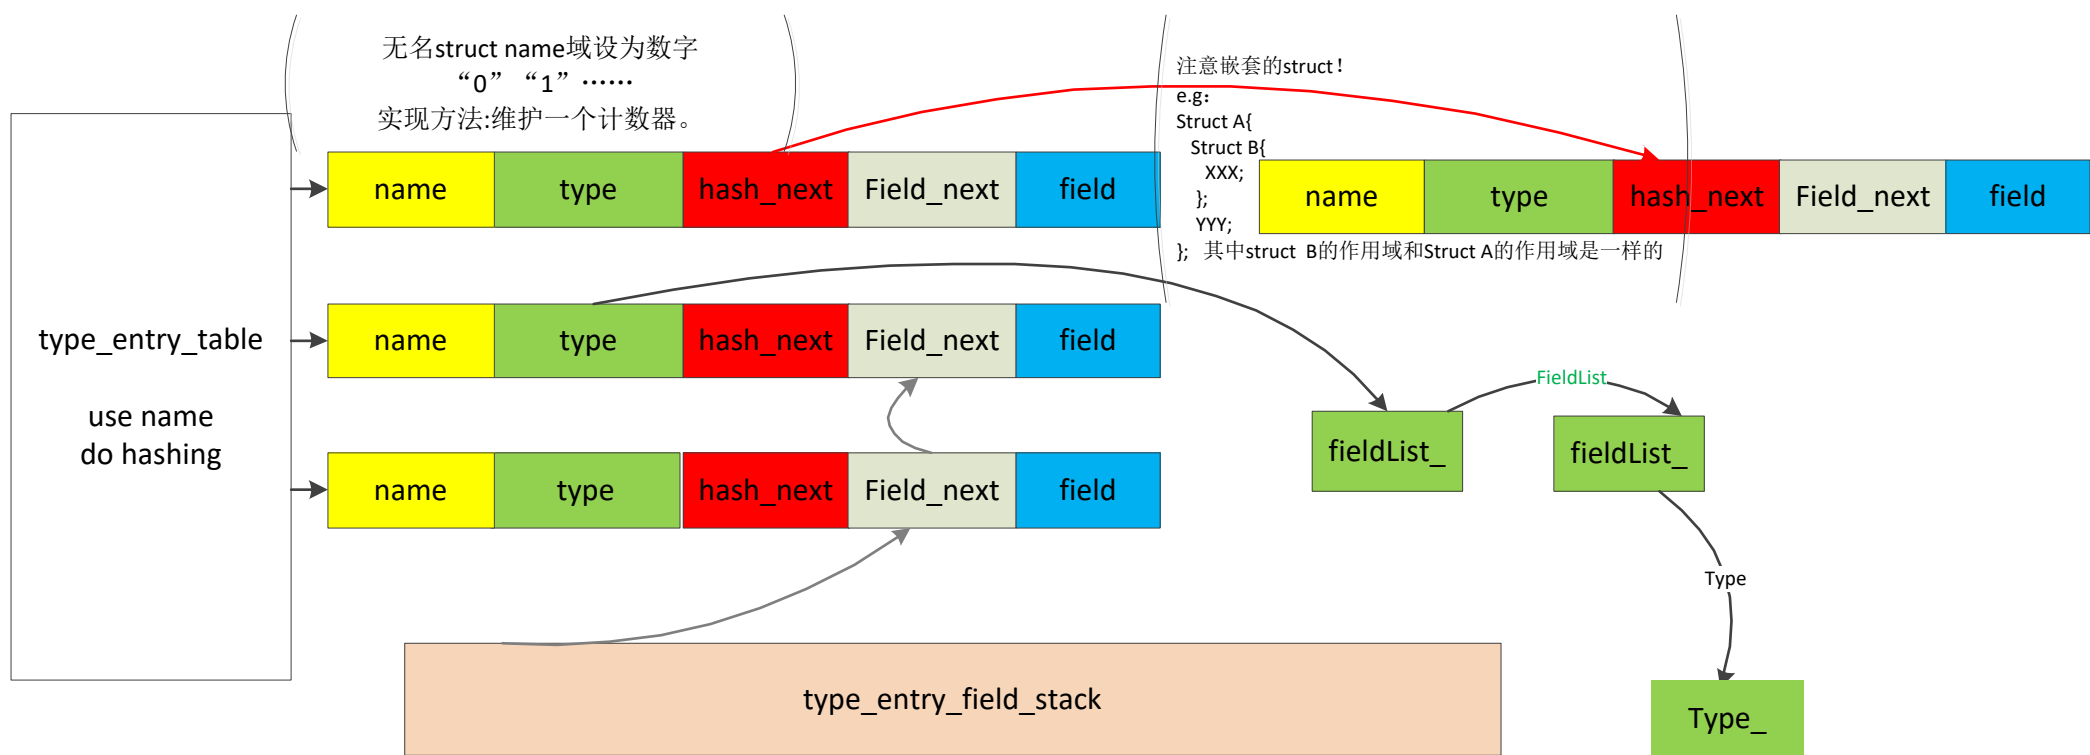 无名struct name域设为数字
“0”“1”……
实现方法:维护一个计数器。
注意嵌套的struct！
e.g：
Struct A{
Struct B{
XXX;
};
YYY;
}; 其中struct B的作用域和Struct A的作用域是一样的
name type hash_next Field_next field
name type hash_next Field_next field
type_entry_table
use name
do hashing
name type hash_next Field_next field
FieldList
fieldList_ fieldList_
name type hash_next Field_next field
Type
type_entry_field_stack
Type_